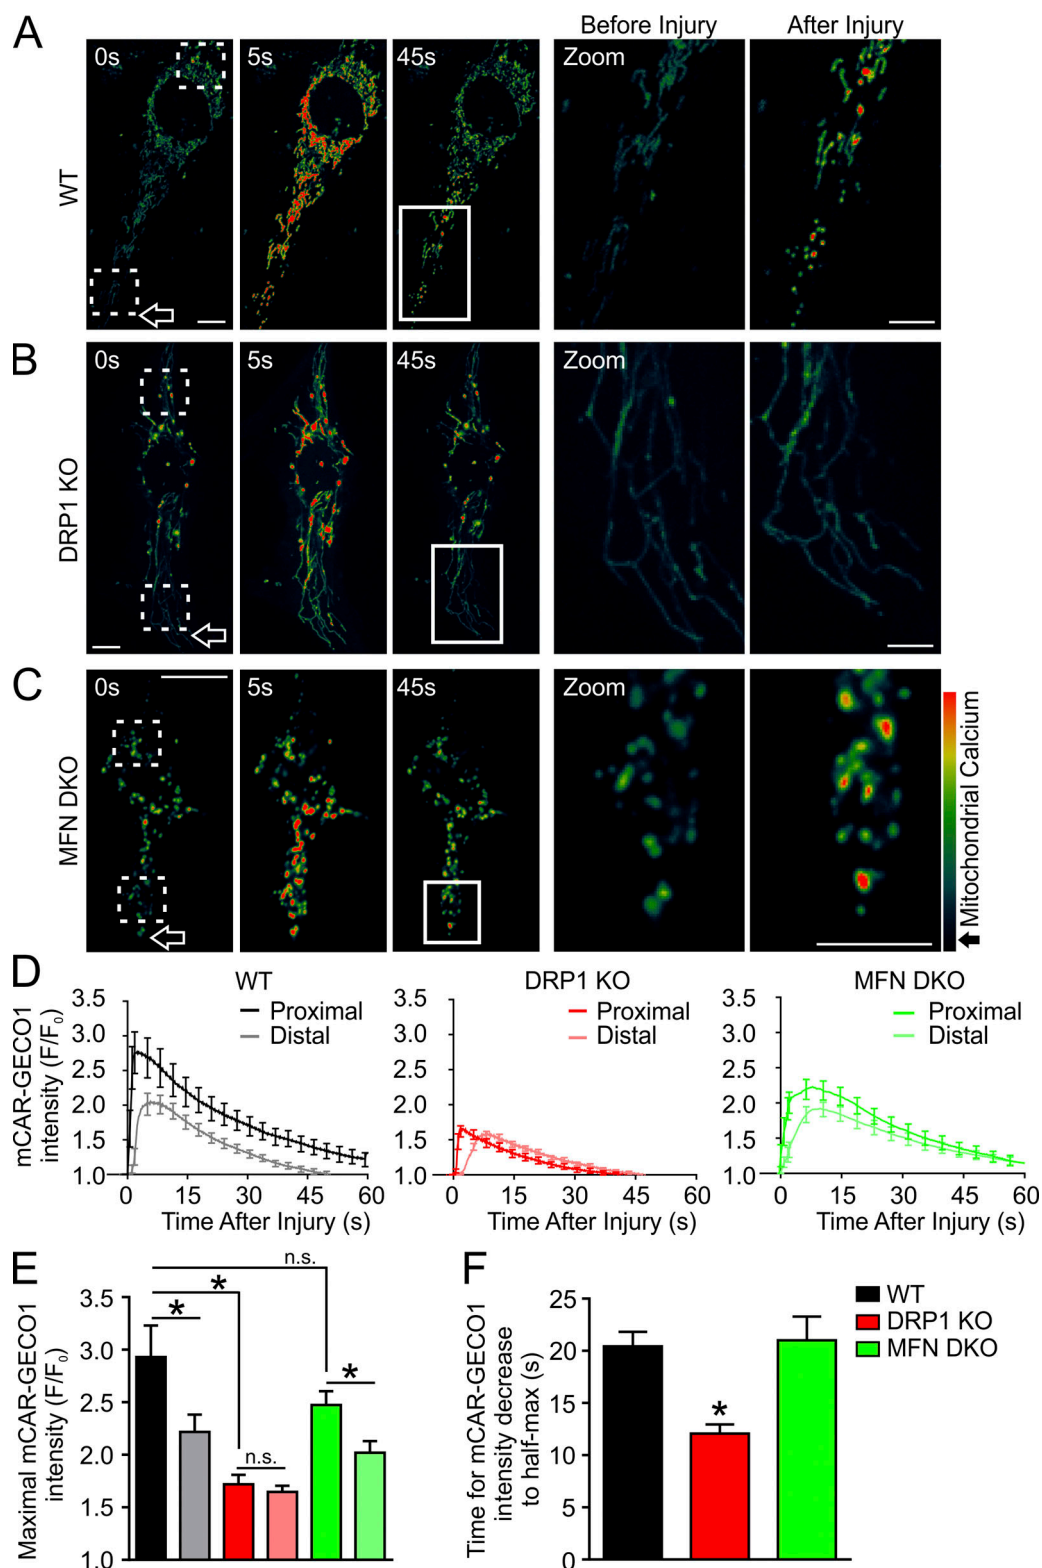 A
Before Injury
After Injury
0s
5s
45s
Zoom
WT
B
0s
5s
45s
Zoom
DRP1 KO
C
0s
5s
45s
Zoom
MFN DKO
Mitochondrial Calcium
D
WT
DRP1 KO
MFN DKO
mCAR-GECO1
intensity (F/F₀)
3.5
3.0
2.5
2.0
1.5
1.0
Proximal
Distal
0
15
30
45
60
Time After Injury (s)
3.5
3.0
2.5
2.0
1.5
1.0
Proximal
Distal
0
15
30
45
60
Time After Injury (s)
3.5
3.0
2.5
2.0
1.5
1.0
Proximal
Distal
0
15
30
45
60
Time After Injury (s)
E
Maximal mCAR-GECO1
intensity (F/F₀)
3.5
3.0
2.5
2.0
1.5
1.0
n.s.
*
*
n.s.
*
F
Time for mCAR-GECO1
intensity decrease
to half-max (s)
25
20
15
10
5
0
*
WT
DRP1 KO
MFN DKO